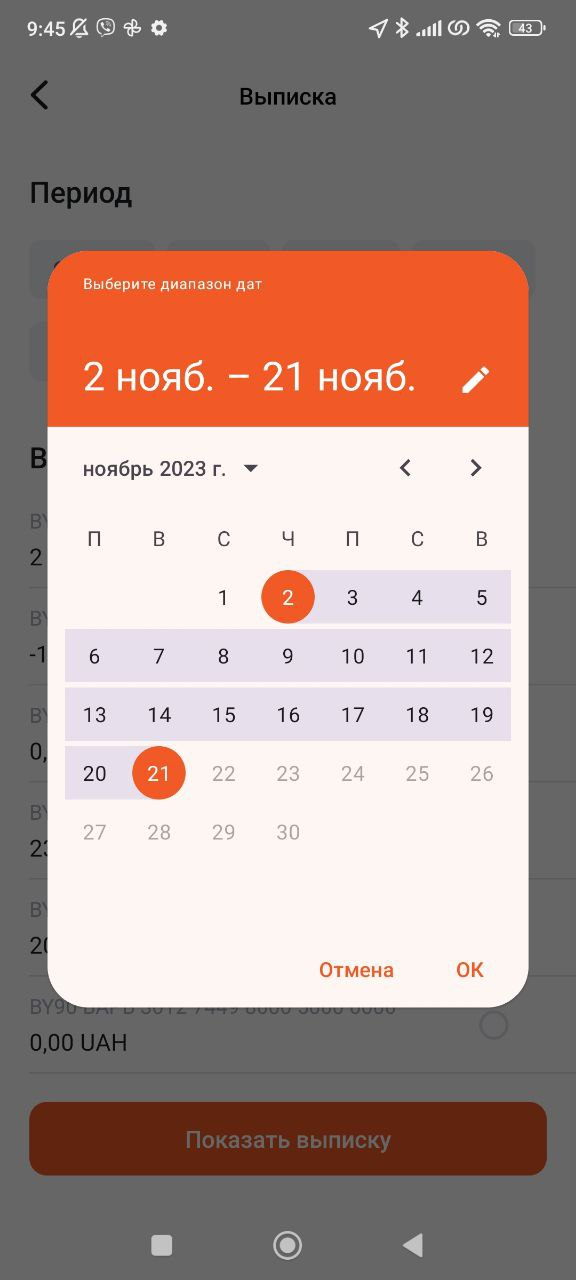 9:45
43
Выписка
Период
Выберите диапазон дат
2 нояб. – 21 нояб.
В
ноябрь 2023 г.
П В С Ч П С В
1 2 3 4 5
6 7 8 9 10 11 12
13 14 15 16 17 18 19
20 21 22 23 24 25 26
27 28 29 30
Отмена ОК
0,00 UAH
Показать выписку